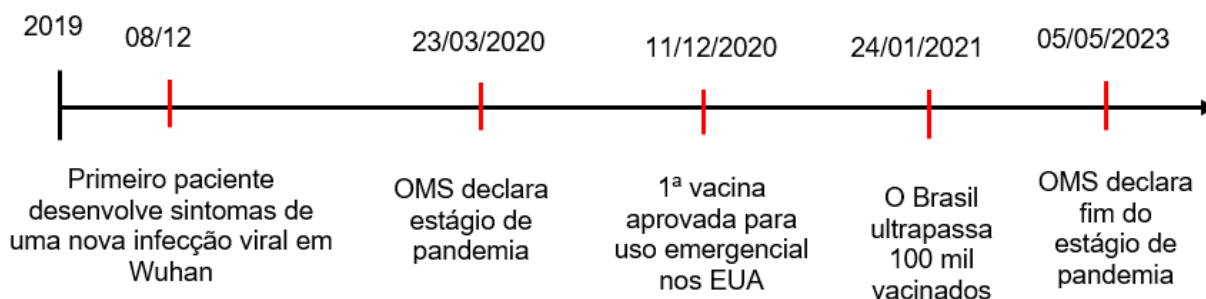 2019
08/12
23/03/2020
11/12/2020
24/01/2021
05/05/2023
Primeiro paciente
desenvolve sintomas de
uma nova infecção viral em
Wuhan
OMS declara
estágio de
pandemia
1ª vacina
aprovada para
uso emergencial
nos EUA
O Brasil
ultrapassa
100 mil
vacinados
OMS declara
fim do
estágio de
pandemia